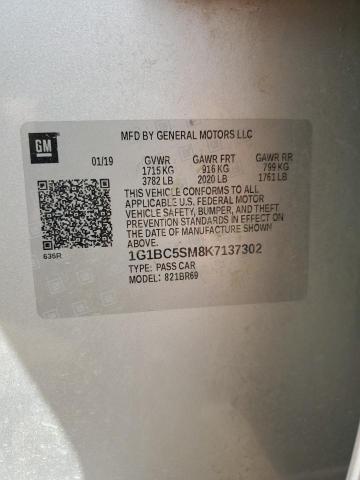 GM
MFD BY GENERAL MOTORS LLC
01/19 GVWR GAWR FRT GAWR RR
1715 KG 916 KG 799 KG
3782 LB 2020 LB 1761 LB
THIS VEHICLE CONFORMS TO ALL
APPLICABLE U.S. FEDERAL MOTOR
VEHICLE SAFETY, BUMPER, AND THEFT
PREVENTION STANDARDS IN EFFECT ON
THE DATE OF MANUFACTURE SHOWN
ABOVE.
635R
1G1BC5SM8K7137302
TYPE: PASS CAR
MODEL: 821BR69